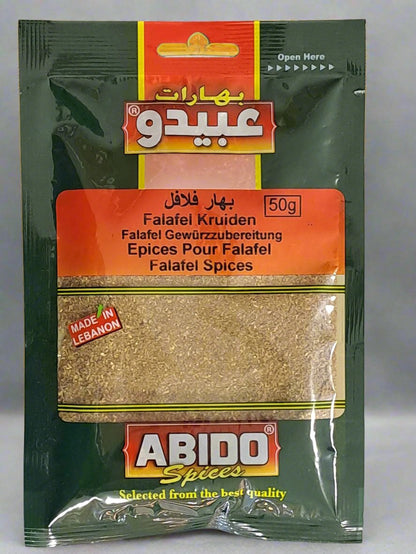 Open Here
بهارات
عبيدو®
بهار فلافل
50g
Falafel Kruiden
Falafel Gewürzzubereitung
Epices Pour Falafel
Falafel Spices
MADE IN
LEBANON
ABIDO®
Spices
Selected from the best quality